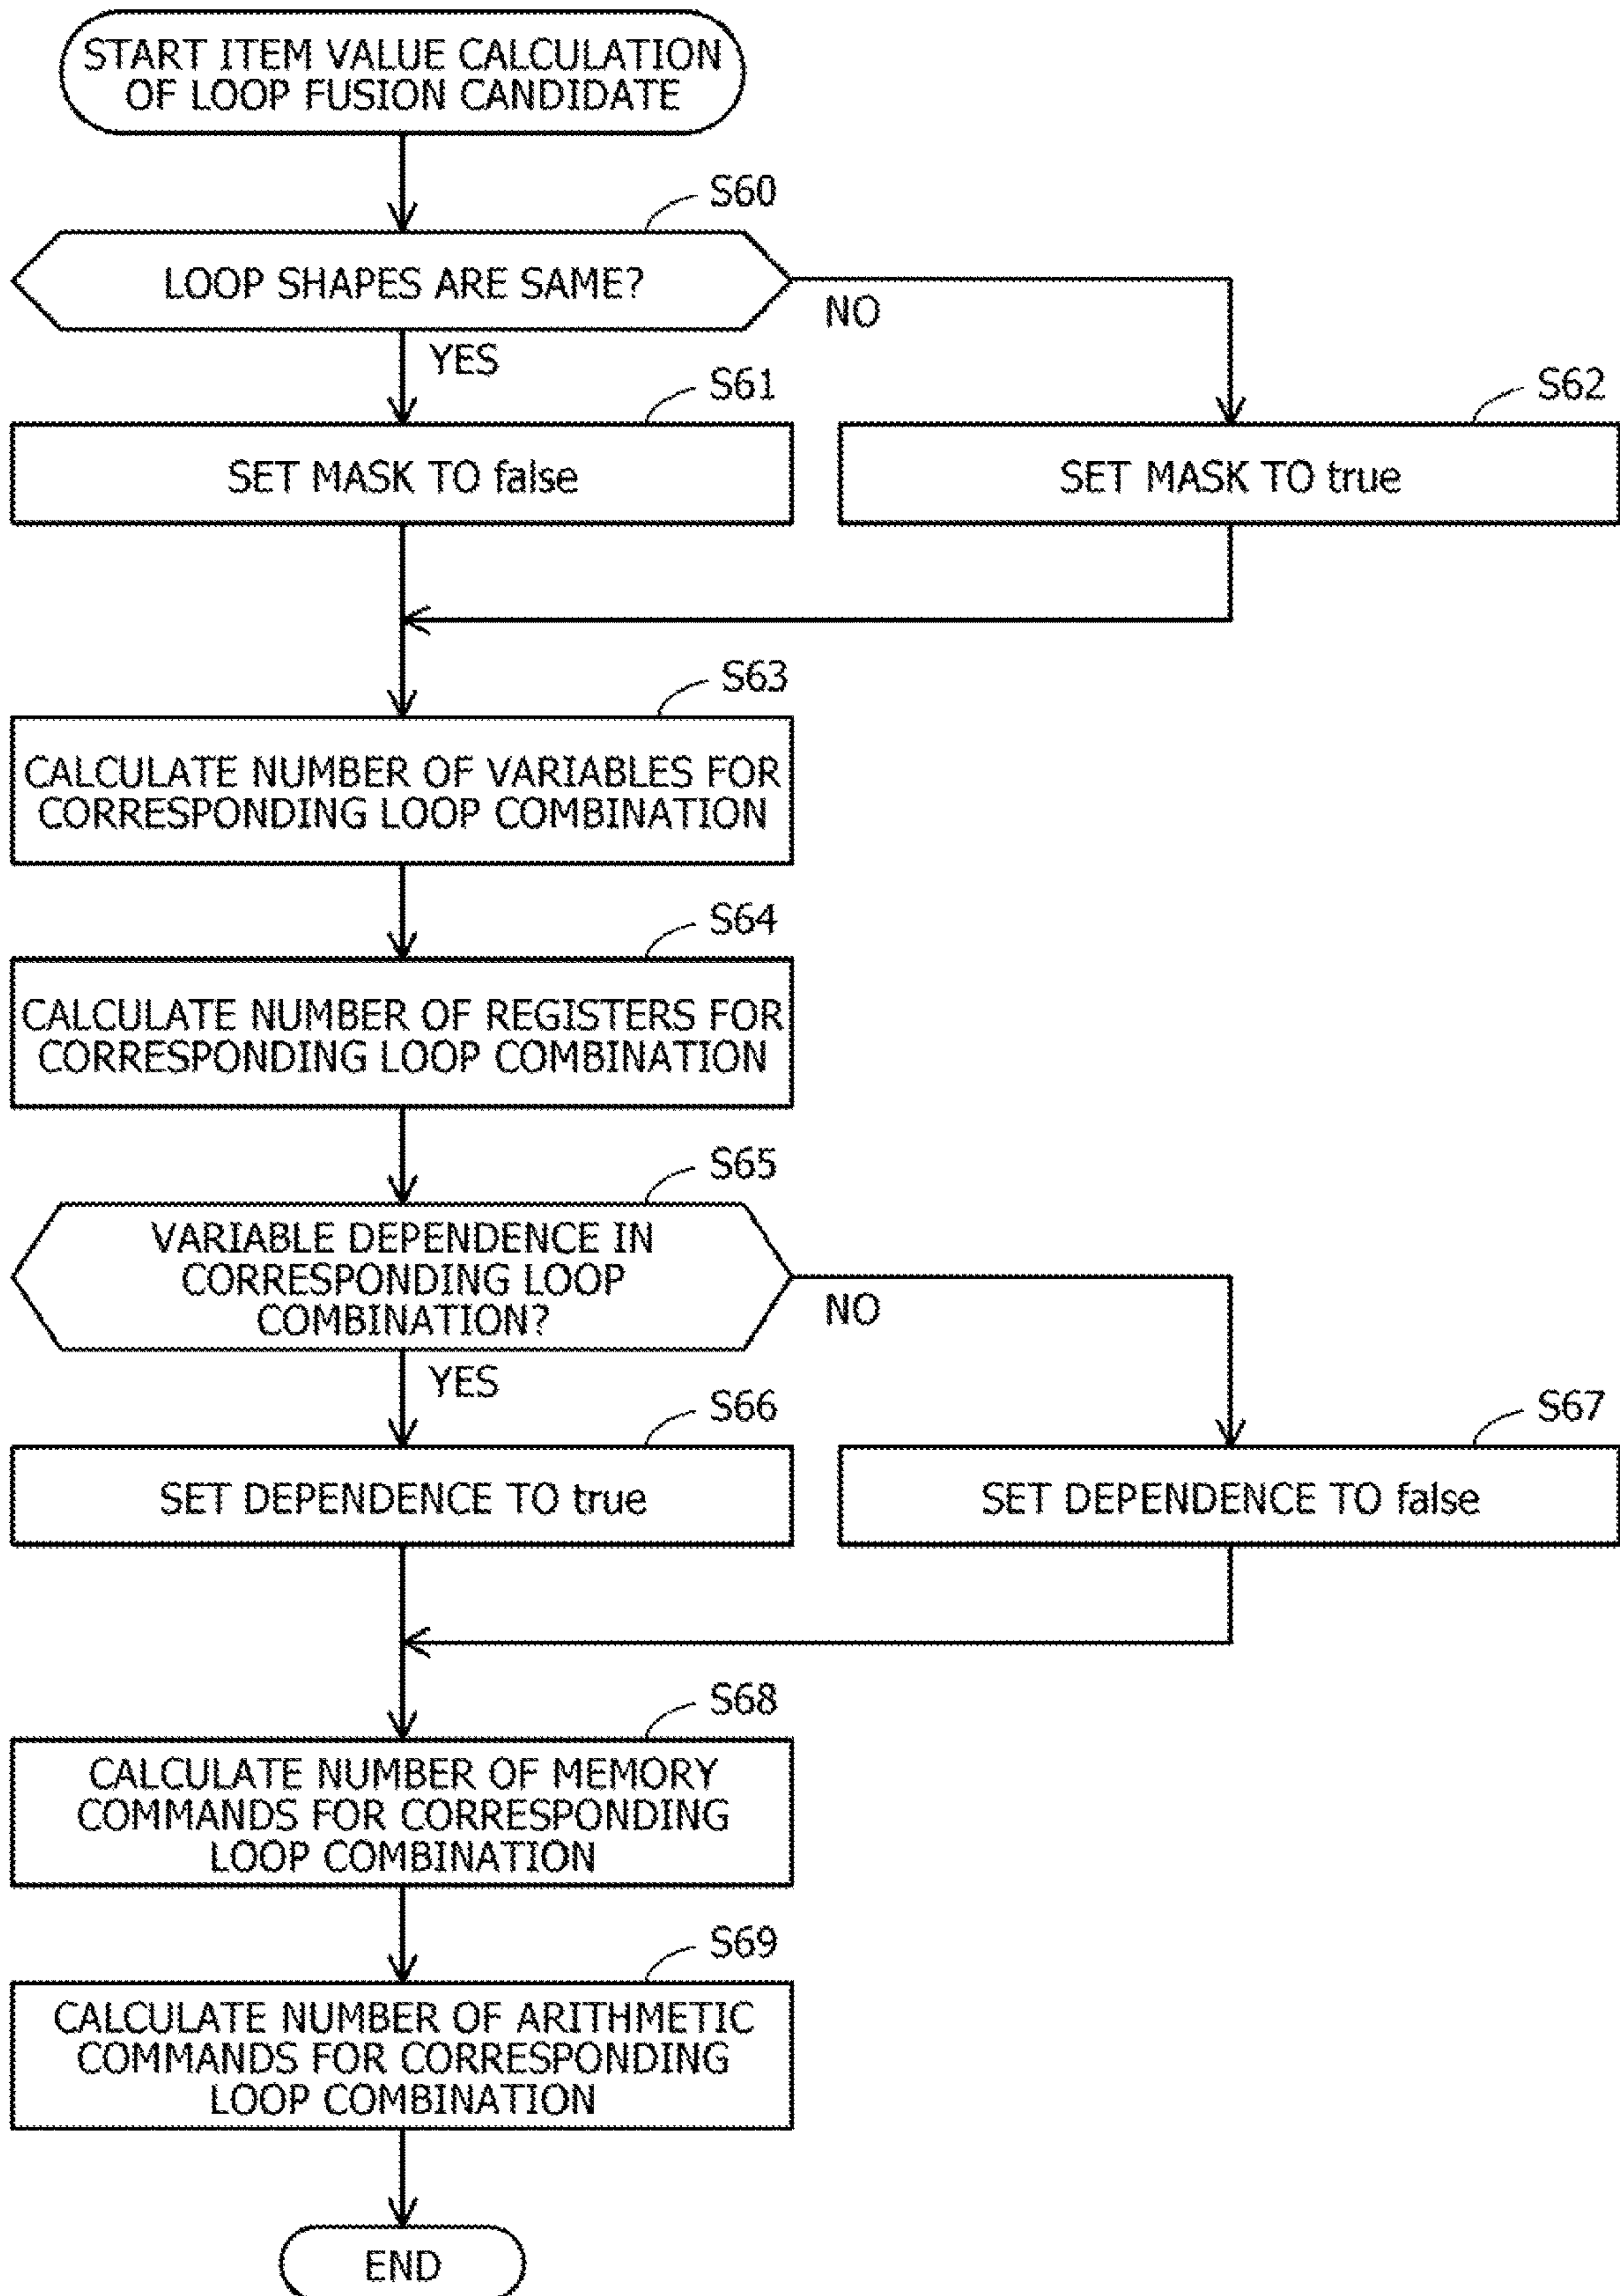 START ITEM VALUE CALCULATION
OF LOOP FUSION CANDIDATE
S60
LOOP SHAPES ARE SAME?
NO
YES
S61
S62
SET MASK TO false
SET MASK TO true
S63
CALCULATE NUMBER OF VARIABLES FOR
CORRESPONDING LOOP COMBINATION
S64
CALCULATE NUMBER OF REGISTERS FOR
CORRESPONDING LOOP COMBINATION
S65
VARIABLE DEPENDENCE IN
CORRESPONDING LOOP
COMBINATION?
NO
YES
S66
S67
SET DEPENDENCE TO true
SET DEPENDENCE TO false
S68
CALCULATE NUMBER OF MEMORY
COMMANDS FOR CORRESPONDING
LOOP COMBINATION
S69
CALCULATE NUMBER OF ARITHMETIC
COMMANDS FOR CORRESPONDING
LOOP COMBINATION
END